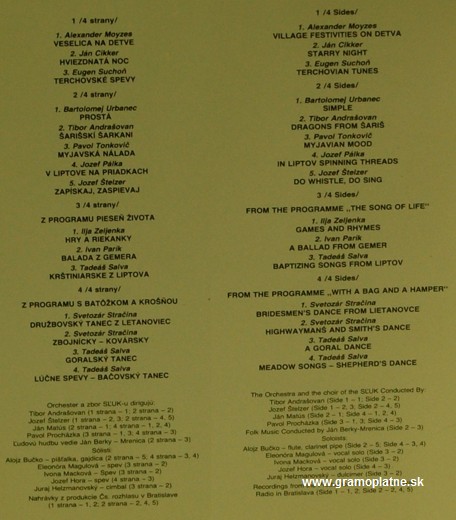 1 /4 strany/
1. Alexander Moyzes
VESELICA NA DETVE
2. Ján Cikker
HVIEZDNATÁ NOC
3. Eugen Suchoň
TERCHOVSKÉ SPEVY
2 /4 strany/
1. Bartolomej Urbanec
PROSTÁ
2. Tibor Andrašovan
ŠARIŠSKÍ ŠARKANI
3. Pavol Tonkovič
MYJAVSKÁ NÁLADA
4. Jozef Pálka
V LIPTOVE NA PRIADKACH
5. Jozef Štelzer
ZAPÍSKAJ, ZASPIEVAJ
3 /4 strany/
Z PROGRAMU PIESEŇ ŽIVOTA
1. Ilja Zeljenka
HRY A RIEKANKY
2. Ivan Parík
BALADA Z GEMERA
3. Tadeáš Salva
KRŠTINIARSKE Z LIPTOVA
4 /4 strany/
Z PROGRAMU S BATÔŽKOM A KROŠŇOU
1. Svetozár Stračina
DRUŽBOVSKÝ TANEC Z LETANOVIEC
2. Svetozár Stračina
ZBOJNÍCKY – KOVÁRSKY
3. Tadeáš Salva
GORALSKÝ TANEC
4. Tadeáš Salva
LÚČNE SPEVY – BAČOVSKÝ TANEC
Orchester a zbor SĽUK-u dirigujú:
Tibor Andrašovan (1 strana – 1; 2 strana – 2)
Jozef Štelzer (1 strana – 2, 3; 2 strana – 4, 5)
Ján Matúš (2 strana – 1; 4 strana – 1, 2, 4)
Pavol Procházka (3 strana – 1, 3; 4 strana – 3)
Ľudovú hudbu vedie Ján Berky – Mrenica (2 strana – 3)
Sólisti:
Alojz Bučko – píšťalka, gajdica (2 strana – 5; 4 strana – 3, 4)
Eleonóra Magulová – spev (3 strana – 2)
Ivona Macková – Spev (3 strana – 2)
Jozef Hora – spev (4 strana – 3)
Juraj Helzmanovský – cimbal (3 strana – 2)
Nahrávky z produkcie Čs. rozhlasu v Bratislave
(1 strana – 1, 2, 2 strana – 2, 4, 5)
1 /4 Sides/
1. Alexander Moyzes
VILLAGE FESTIVITIES ON DETVA
2. Ján Cikker
STARRY NIGHT
3. Eugen Suchoň
TERCHOVIAN TUNES
2 /4 Sides/
1. Bartolomej Urbanec
SIMPLE
2. Tibor Andrašovan
DRAGONS FROM ŠARIŠ
3. Pavol Tonkovič
MYJAVIAN MOOD
4. Jozef Pálka
IN LIPTOV SPINNING THREADS
5. Jozef Štelzer
DO WHISTLE, DO SING
3 /4 Sides/
FROM THE PROGRAMME „THE SONG OF LIFE"
1. Ilja Zeljenka
GAMES AND RHYMES
2. Ivan Parík
A BALLAD FROM GEMER
3. Tadeáš Salva
BAPTIZING SONGS FROM LIPTOV
4 /4 Sides/
FROM THE PROGRAMME „WITH A BAG AND A HAMPER"
1. Svetozár Stračina
BRIDESMEN'S DANCE FROM LIETANOVCE
2. Svetozár Stračina
HIGHWAYMANS AND SMITH'S DANCE
3. Tadeáš Salva
A GORAL DANCE
4. Tadeáš Salva
MEADOW SONGS – SHEPHERD'S DANCE
The Orchestra and the choir of the SĽUK Conducted By:
Tibor Andrašovan (Side 1 – 1; Side 2 – 2)
Jozef Štelzer (Side 1 – 2, 3; Side 2 – 4, 5)
Ján Matúš (Side 2 – 1; Side 4 – 1, 2, 4)
Pavol Procházka (Side 3 – 1, 3; Side 4 – 3)
Folk Music Conducted by Ján Berky-Mrenica (Side 2 – 3)
Soloists:
Alojz Bučko – flute, clarinet pipe (Side 2 – 5; Side 4 – 3, 4)
Eleonóra Magulová – vocal solo (Side 3 – 2)
Ivona Macková – vocal solo (Side 3 – 2)
Jozef Hora – vocal solo (Side 4 – 3)
Juraj Helzmanovský – dulcimer (Side 3 – 2)
www.gramoplatne.sk
Recordings from
Radio in Bratislava (Side 1 – 1, 2; Side 2 – 2, 4, 5)